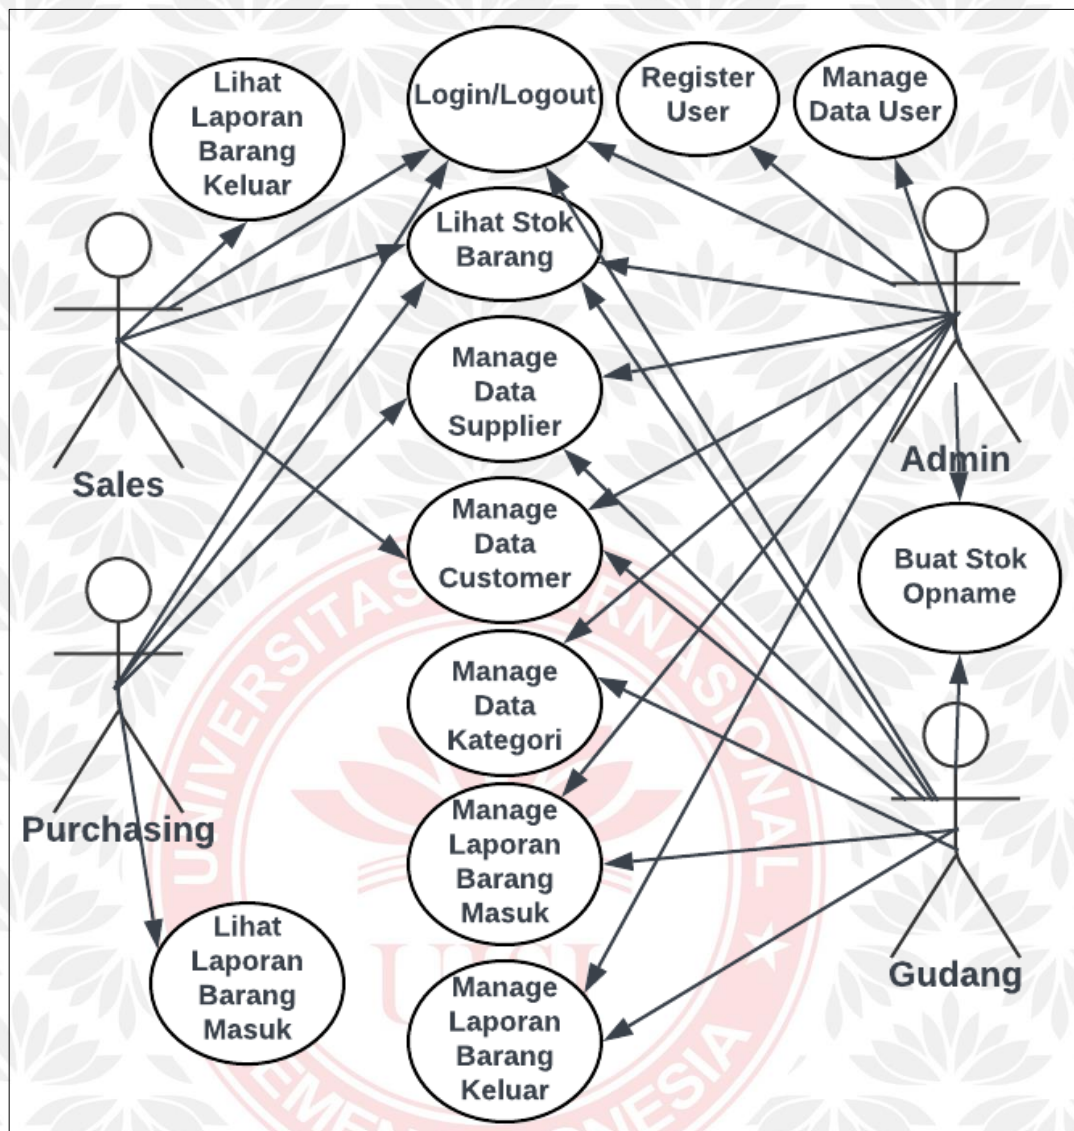 Lihat
Laporan
Barang
Keluar
Login/Logout
Register
User
Manage
Data User
Lihat Stok
Barang
Manage
Data
Supplier
Sales
Admin
Manage
Data
Customer
Buat Stok
Opname
Manage
Data
Kategori
Purchasing
Manage
Laporan
Barang
Masuk
Lihat
Laporan
Barang
Masuk
Gudang
Manage
Laporan
Barang
Keluar